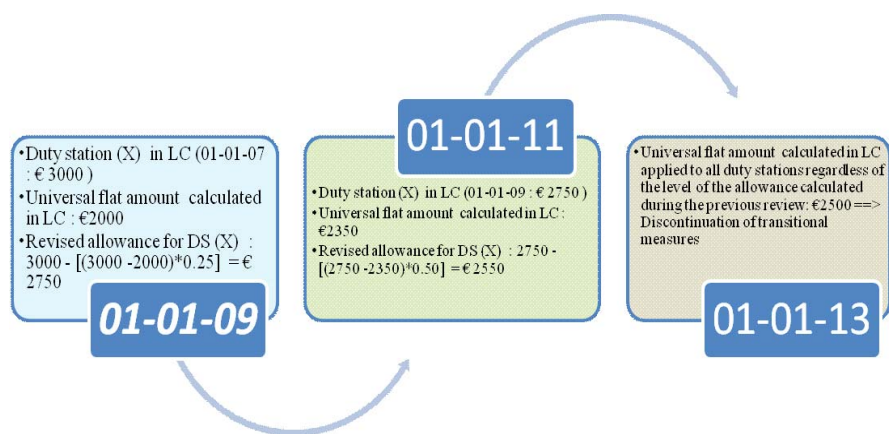 •Duty station (X) in LC (01-01-07
: € 3000 )
•Universal flat amount calculated
in LC : €2000
•Revised allowance for DS (X) :
3000 - [(3000 -2000)*0.25] = €
2750
01-01-09
01-01-11
•Duty station (X) in LC (01-01-09 : € 2750 )
•Universal flat amount calculated in LC :
€2350
•Revised allowance for DS (X) : 2750 -
[(2750 -2350)*0.50] = € 2550
•Universal flat amount calculated in LC
applied to all duty stations regardless of
the level of the allowance calculated
during the previous review: €2500 ==>
Discontinuation of transitional
measures
01-01-13